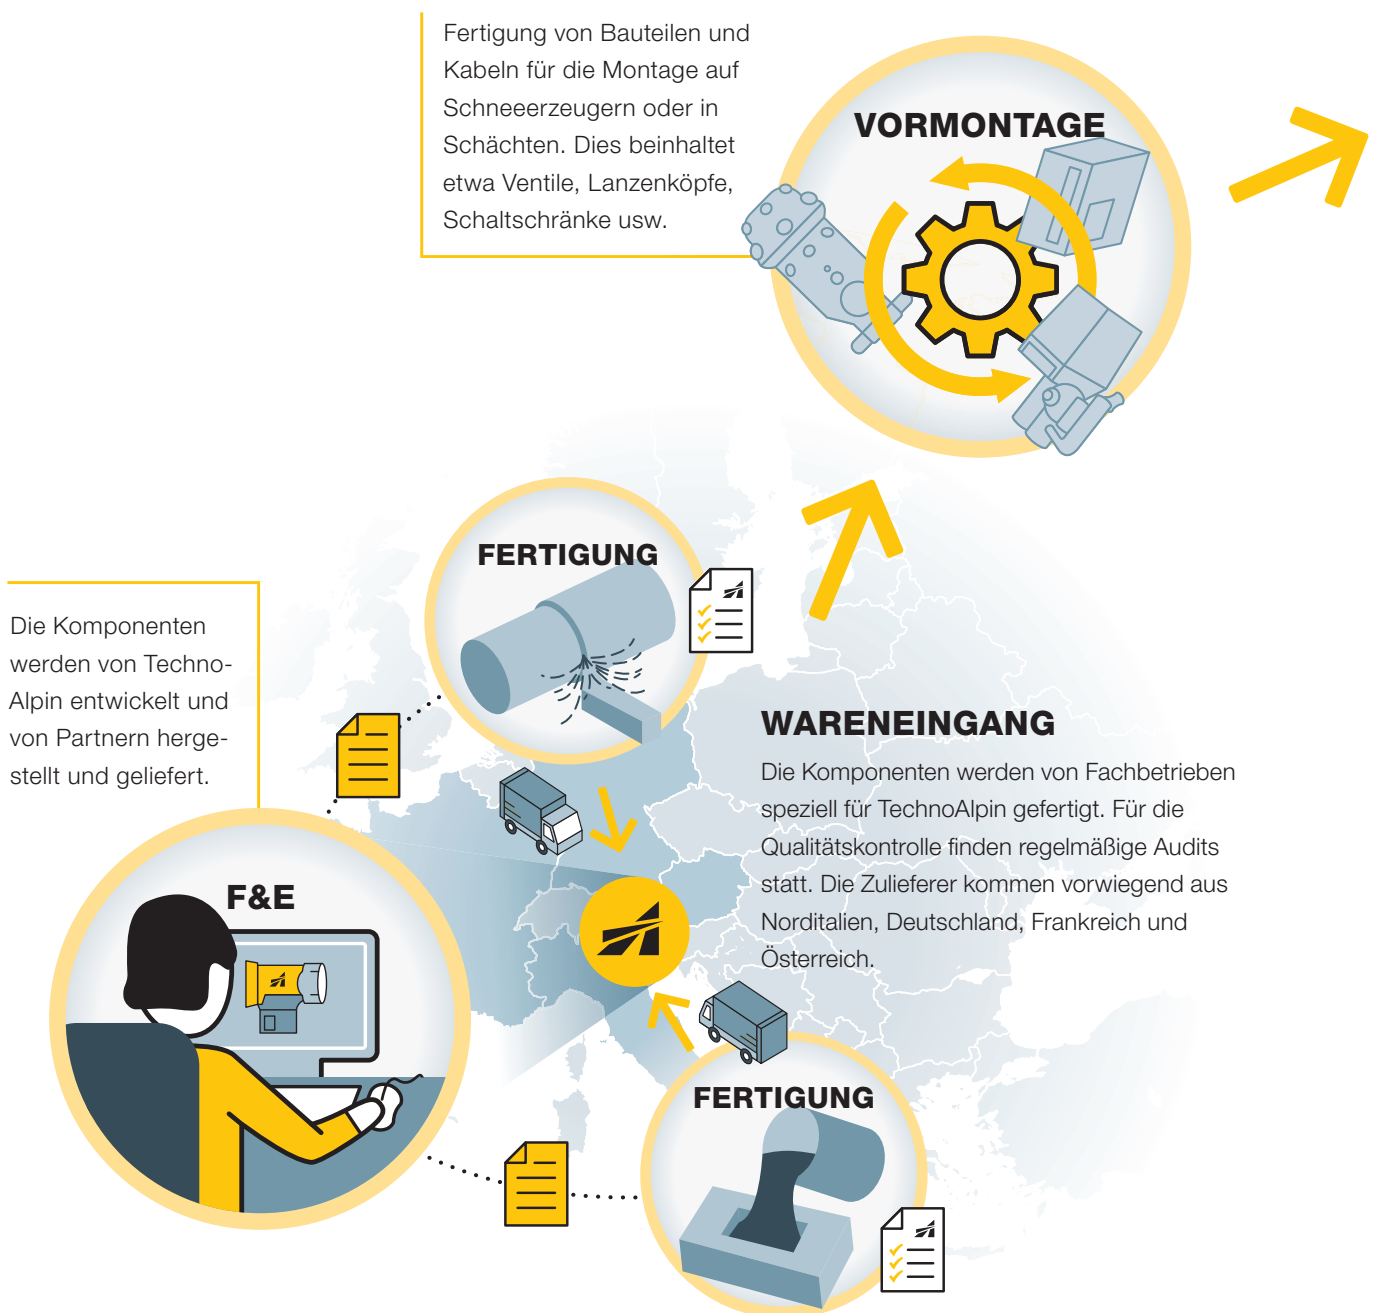 Fertigung von Bauteilen und
Kabeln für die Montage auf
Schneeerzeugern oder in
Schächten. Dies beinhaltet
etwa Ventile, Lanzenköpfe,
Schaltschränke usw.
VORMONTAGE
FERTIGUNG
Die Komponenten
werden von Techno-
Alpin entwickelt und
von Partnern herge-
stellt und geliefert.
WARENEINGANG
Die Komponenten werden von Fachbetrieben
speziell für TechnoAlpin gefertigt. Für die
Qualitätskontrolle finden regelmäßige Audits
statt. Die Zulieferer kommen vorwiegend aus
Norditalien, Deutschland, Frankreich und
Österreich.
F&E
FERTIGUNG